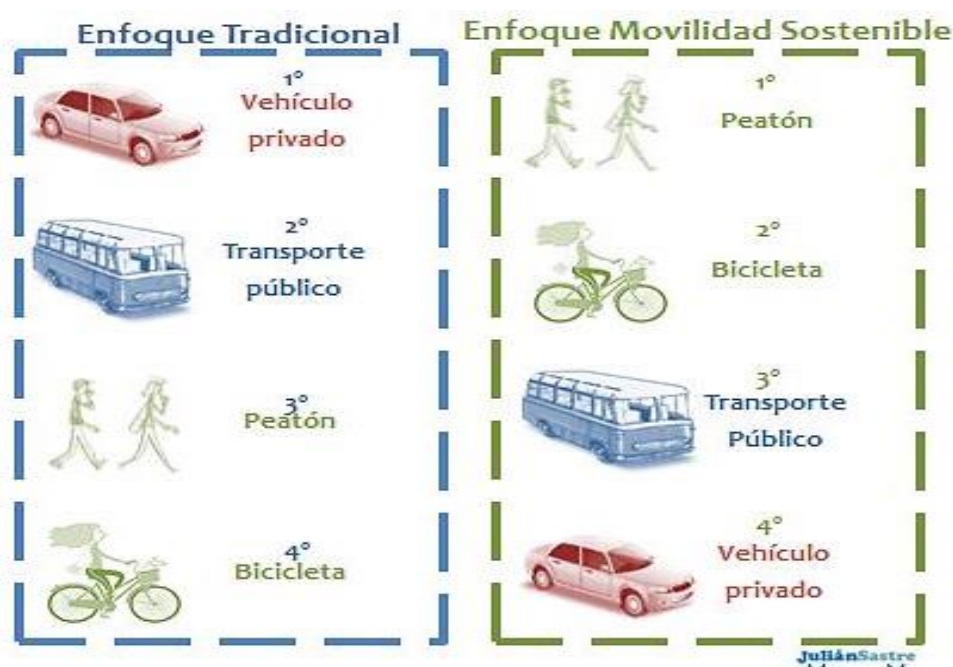 Enfoque Tradicional
1°
Vehículo
privado
2°
Transporte
público
3°
Peatón
4°
Bicicleta
Enfoque Movilidad Sostenible
1°
Peatón
2°
Bicicleta
3°
Transporte
Público
4°
Vehículo
privado
JuliánSastre